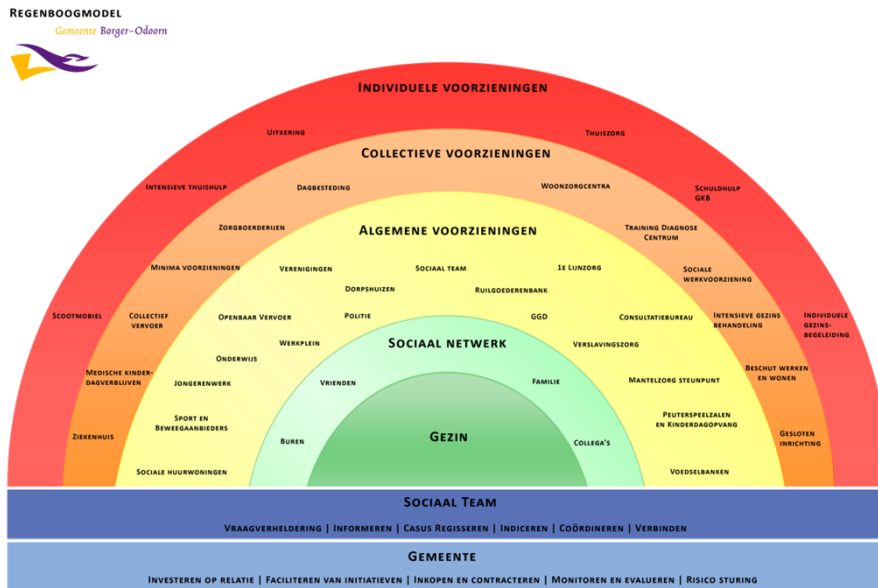 Regenboogmodel
Gemeente Borger-Odoorn
Individuele voorzieningen
Uitkering
Thuiszorg
Collectieve voorzieningen
Intensieve thuishulp
Dagbesteding
Woonzorgcentra
Schuldhulp
GKB
Zorgboerderijen
Algemene voorzieningen
Training Diagnose
Centrum
Minima voorzieningen
Verenigingen
Sociaal team
1e Lijnzorg
Sociale
werkvoorziening
Dorpshuizen
Ruilgoederenbank
Scootmobiel
Collectief
vervoer
Openbaar Vervoer
Politie
GGD
Consultatiebureau
Intensieve gezins
behandeling
Individuele
gezins-
begeleiding
Werkplein
Sociaal netwerk
Verslavingszorg
Onderwijs
Medische kinder-
dagverblijven
Jongerenwerk
Vrienden
Familie
Mantelzorg steunpunt
Beschut werken
en wonen
Sport en
Beweegaanbieders
Peuterspeelzalen
en Kinderdagopvang
Ziekenhuis
Buren
Gezin
Collega's
Gesloten
inrichting
Sociale huurwoningen
Voedselbanken
Sociaal Team
Vraagverheldering | Informeren | Casus Regisseren | Indiceren | Coördineren | Verbinden
Gemeente
Investeren op relatie | Faciliteren van initiatieven | Inkopen en contracteren | Monitoren en evalueren | Risico sturing